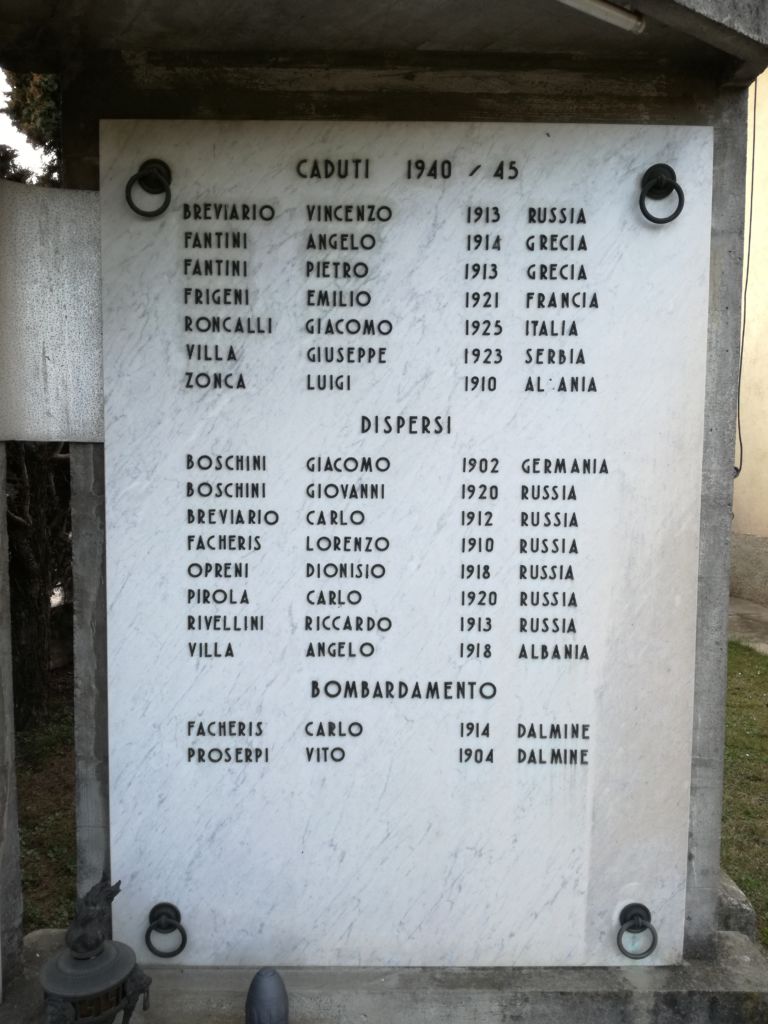 CADUTI 1940 / 45
BREVIARIO VINCENZO 1913 RUSSIA
FANTINI ANGELO 1914 GRECIA
FANTINI PIETRO 1913 GRECIA
FRIGENI EMILIO 1921 FRANCIA
RONCALLI GIACOMO 1925 ITALIA
VILLA GIUSEPPE 1923 SERBIA
ZONCA LUIGI 1910 AL ANIA
DISPERSI
BOSCHINI GIACOMO 1902 GERMANIA
BOSCHINI GIOVANNI 1920 RUSSIA
BREVIARIO CARLO 1912 RUSSIA
FACHERIS LORENZO 1910 RUSSIA
OPRENI DIONISIO 1918 RUSSIA
PIROLA CARLO 1920 RUSSIA
RIVELLINI RICCARDO 1913 RUSSIA
VILLA ANGELO 1918 ALBANIA
BOMBARDAMENTO
FACHERIS CARLO 1914 DALMINE
PROSERPI VITO 1904 DALMINE